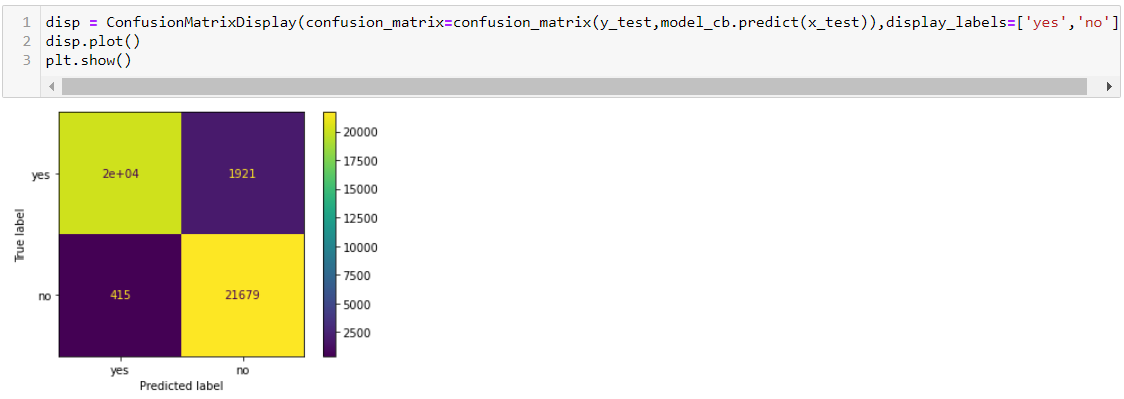 1 disp = ConfusionMatrixDisplay(confusion_matrix=confusion_matrix(y_test,model_cb.predict(x_test)),display_labels=['yes','no']
2 disp.plot()
3 plt.show()
yes
2e+04
1921
no
415
21679
yes
no
True label
Predicted label
20000
17500
15000
12500
10000
7500
5000
2500